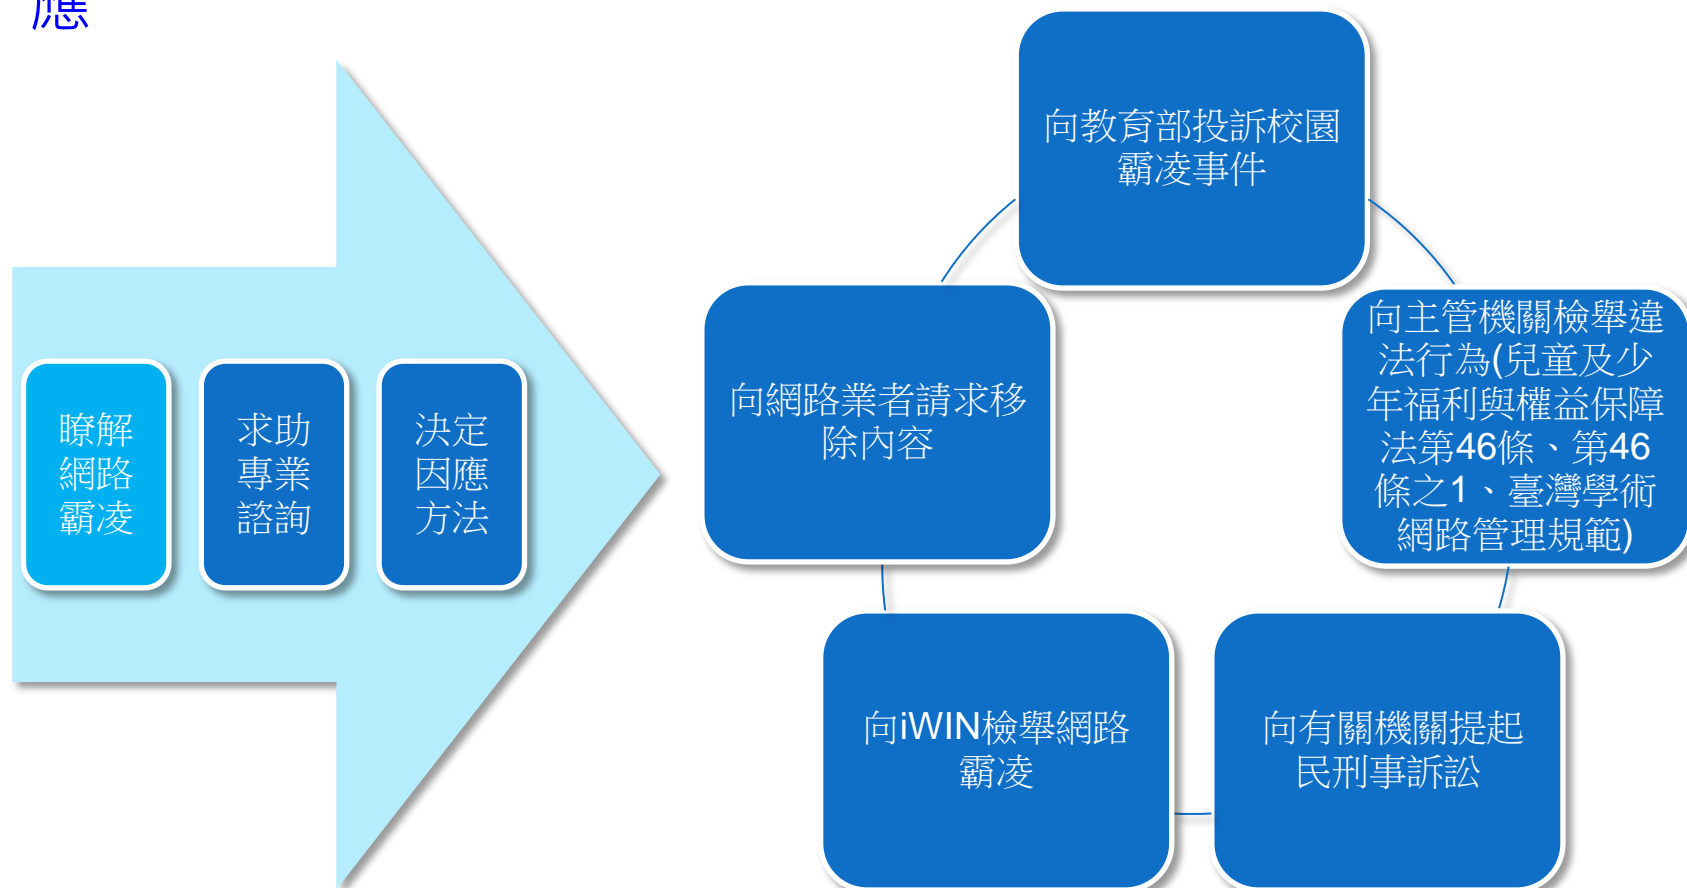 應
瞭解
網路
霸凌
求助
專業
諮詢
決定
因應
方法
向教育部投訴校園
霸凌事件
向主管機關檢舉違
法行為(兒童及少
年福利與權益保障
法第46條、第46
條之1、臺灣學術
網路管理規範)
向有關機關提起
民刑事訴訟
向iWIN檢舉網路
霸凌
向網路業者請求移
除內容